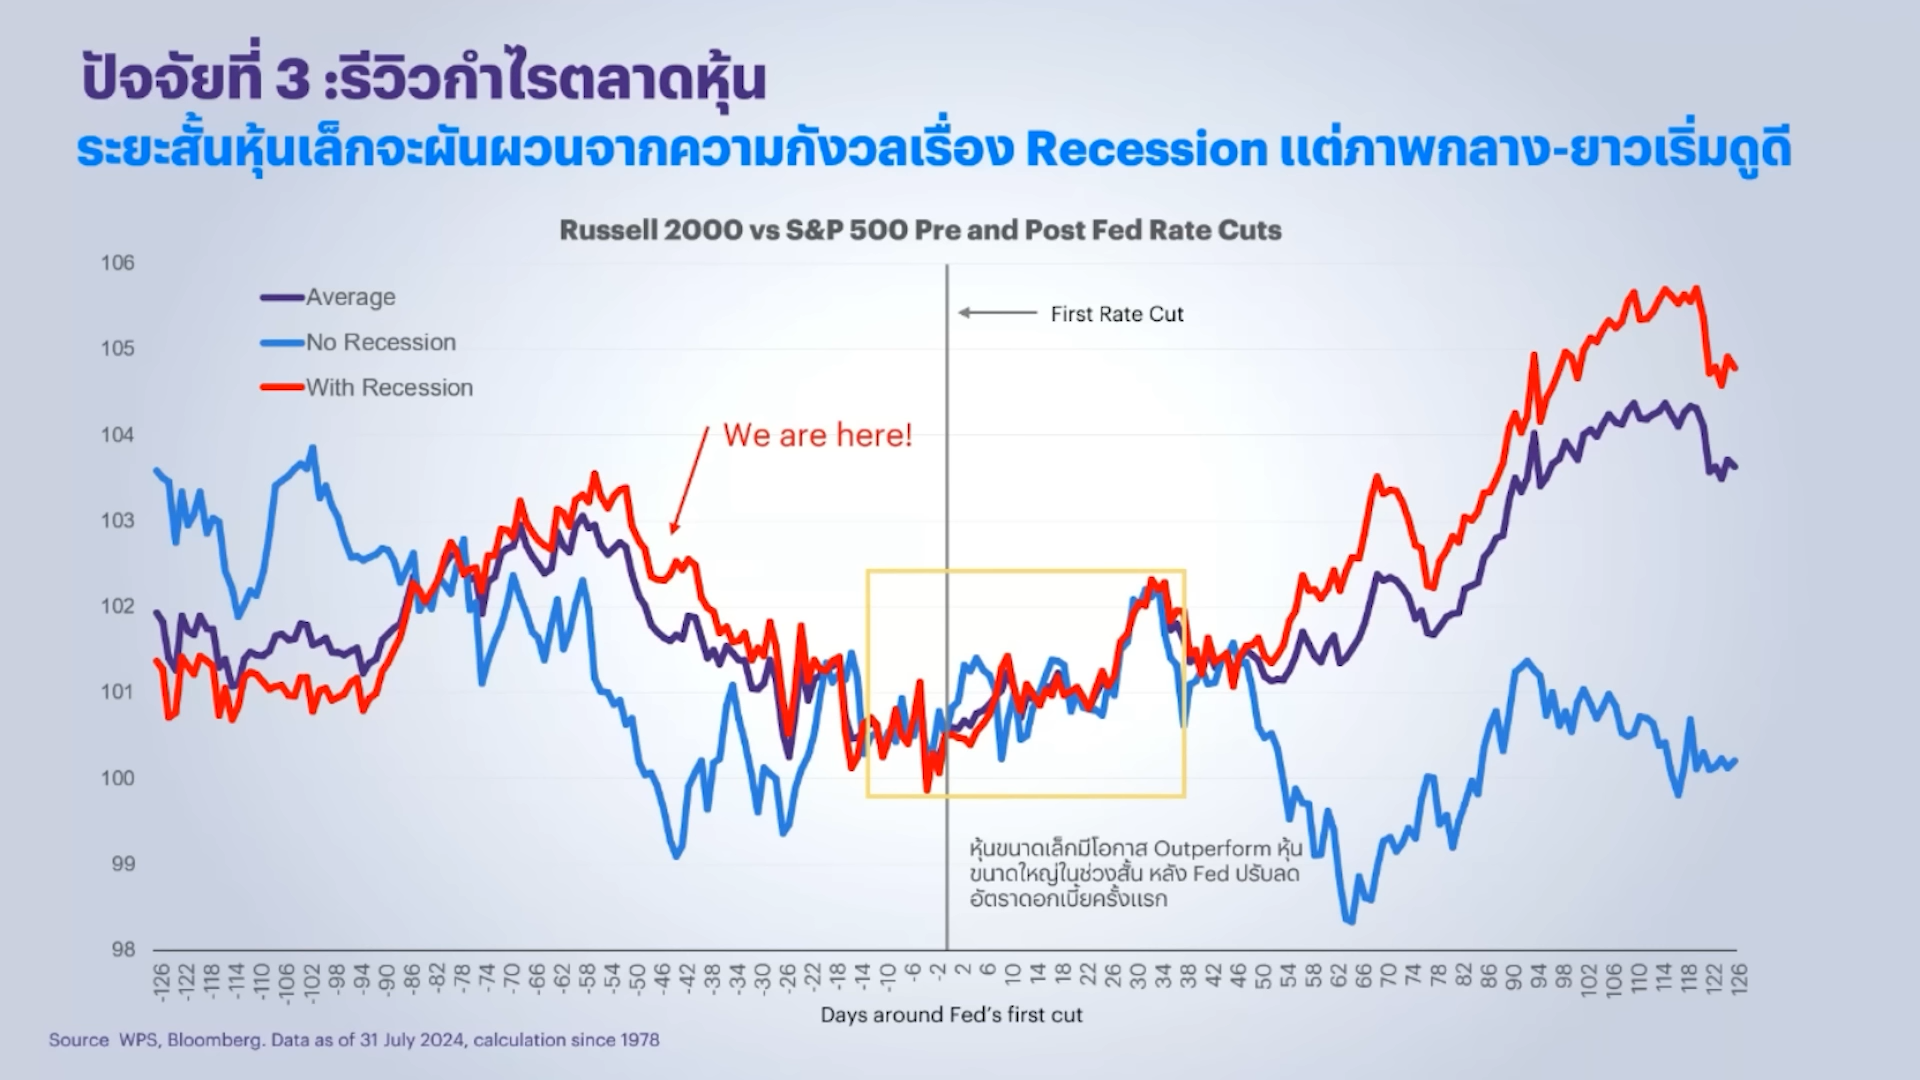 ปัจจัยที่ 3 :รีวิวกำไรตลาดหุ้น
ระยะสั้นหุ้นเล็กจะผันผวนจากความกังวลเรื่อง Recession แต่ภาพกลาง-ยาวเริ่มดูดี
Russell 2000 vs S&P 500 Pre and Post Fed Rate Cuts
106
105
104
103
102
101
100
99
98
Average
No Recession
With Recession
First Rate Cut
We are here!
หุ้นขนาดเล็กมีโอกาส Outperform หุ้น
ขนาดใหญ่ในช่วงสั้น หลัง Fed ปรับลด
อัตราดอกเบี้ยครั้งแรก
-126 -122 -118 -114 -110 -106 -102 -98 -94 -90 -86 -82 -78 -74 -70 -66 -62 -58 -54 -50 -46 -42 -38 -34 -30 -26 -22 -18 -14 -10 -6 -2 2 6 10 14 18 22 26 30 34 38 42 46 50 54 58 62 66 70 74 78 82 86 90 94 98 102 106 110 114 118 122 126
Days around Fed's first cut
Source WPS, Bloomberg. Data as of 31 July 2024, calculation since 1978